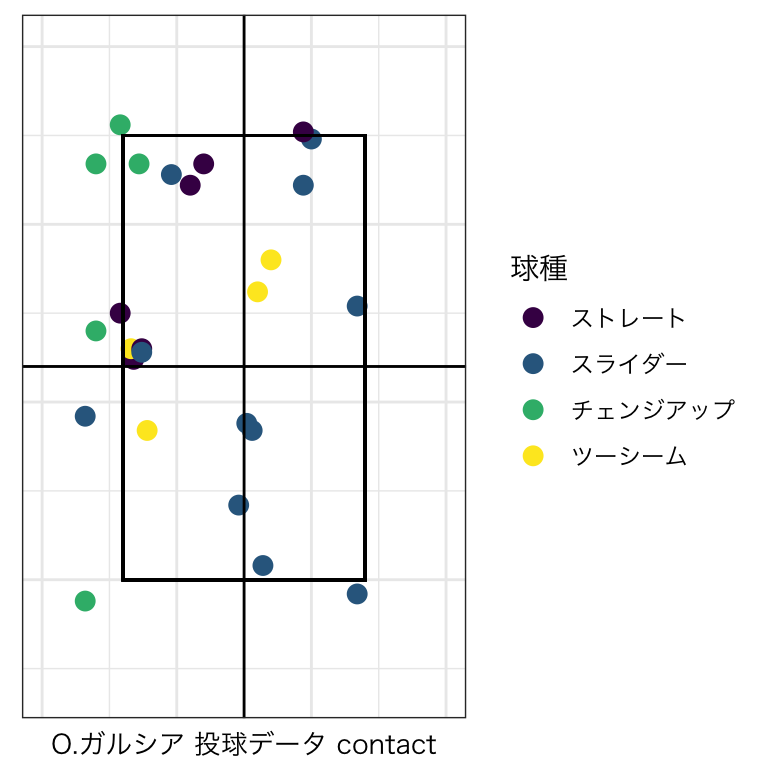 球種
ストレート
スライダー
チェンジアップ
ツーシーム
O.ガルシア 投球データ contact